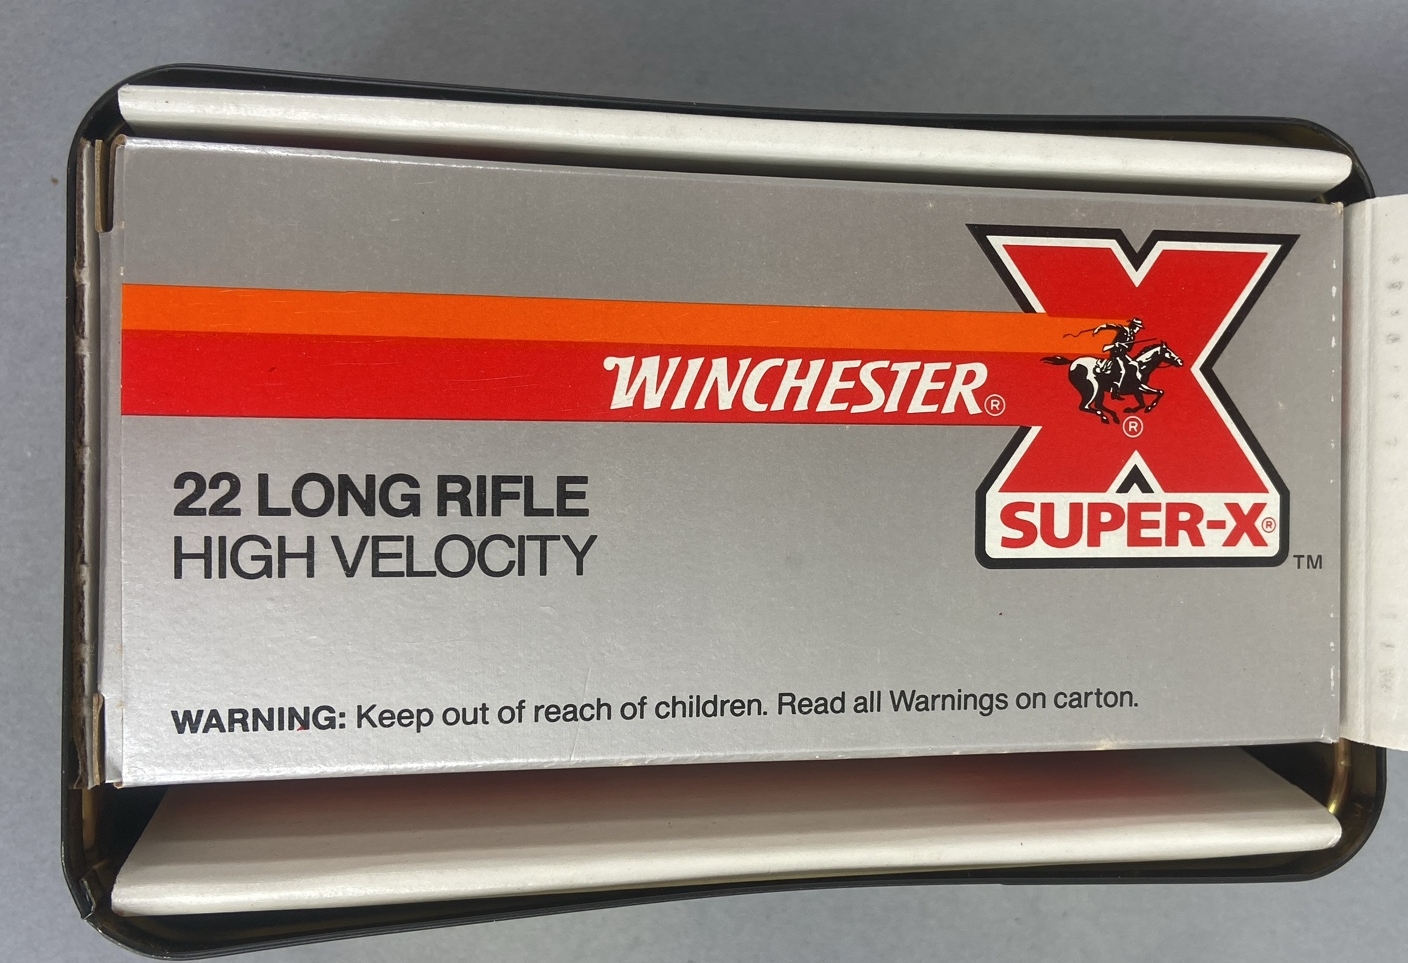 WINCHESTER®
®
SUPER-X®
TM
22 LONG RIFLE
HIGH VELOCITY
WARNING: Keep out of reach of children. Read all Warnings on carton.